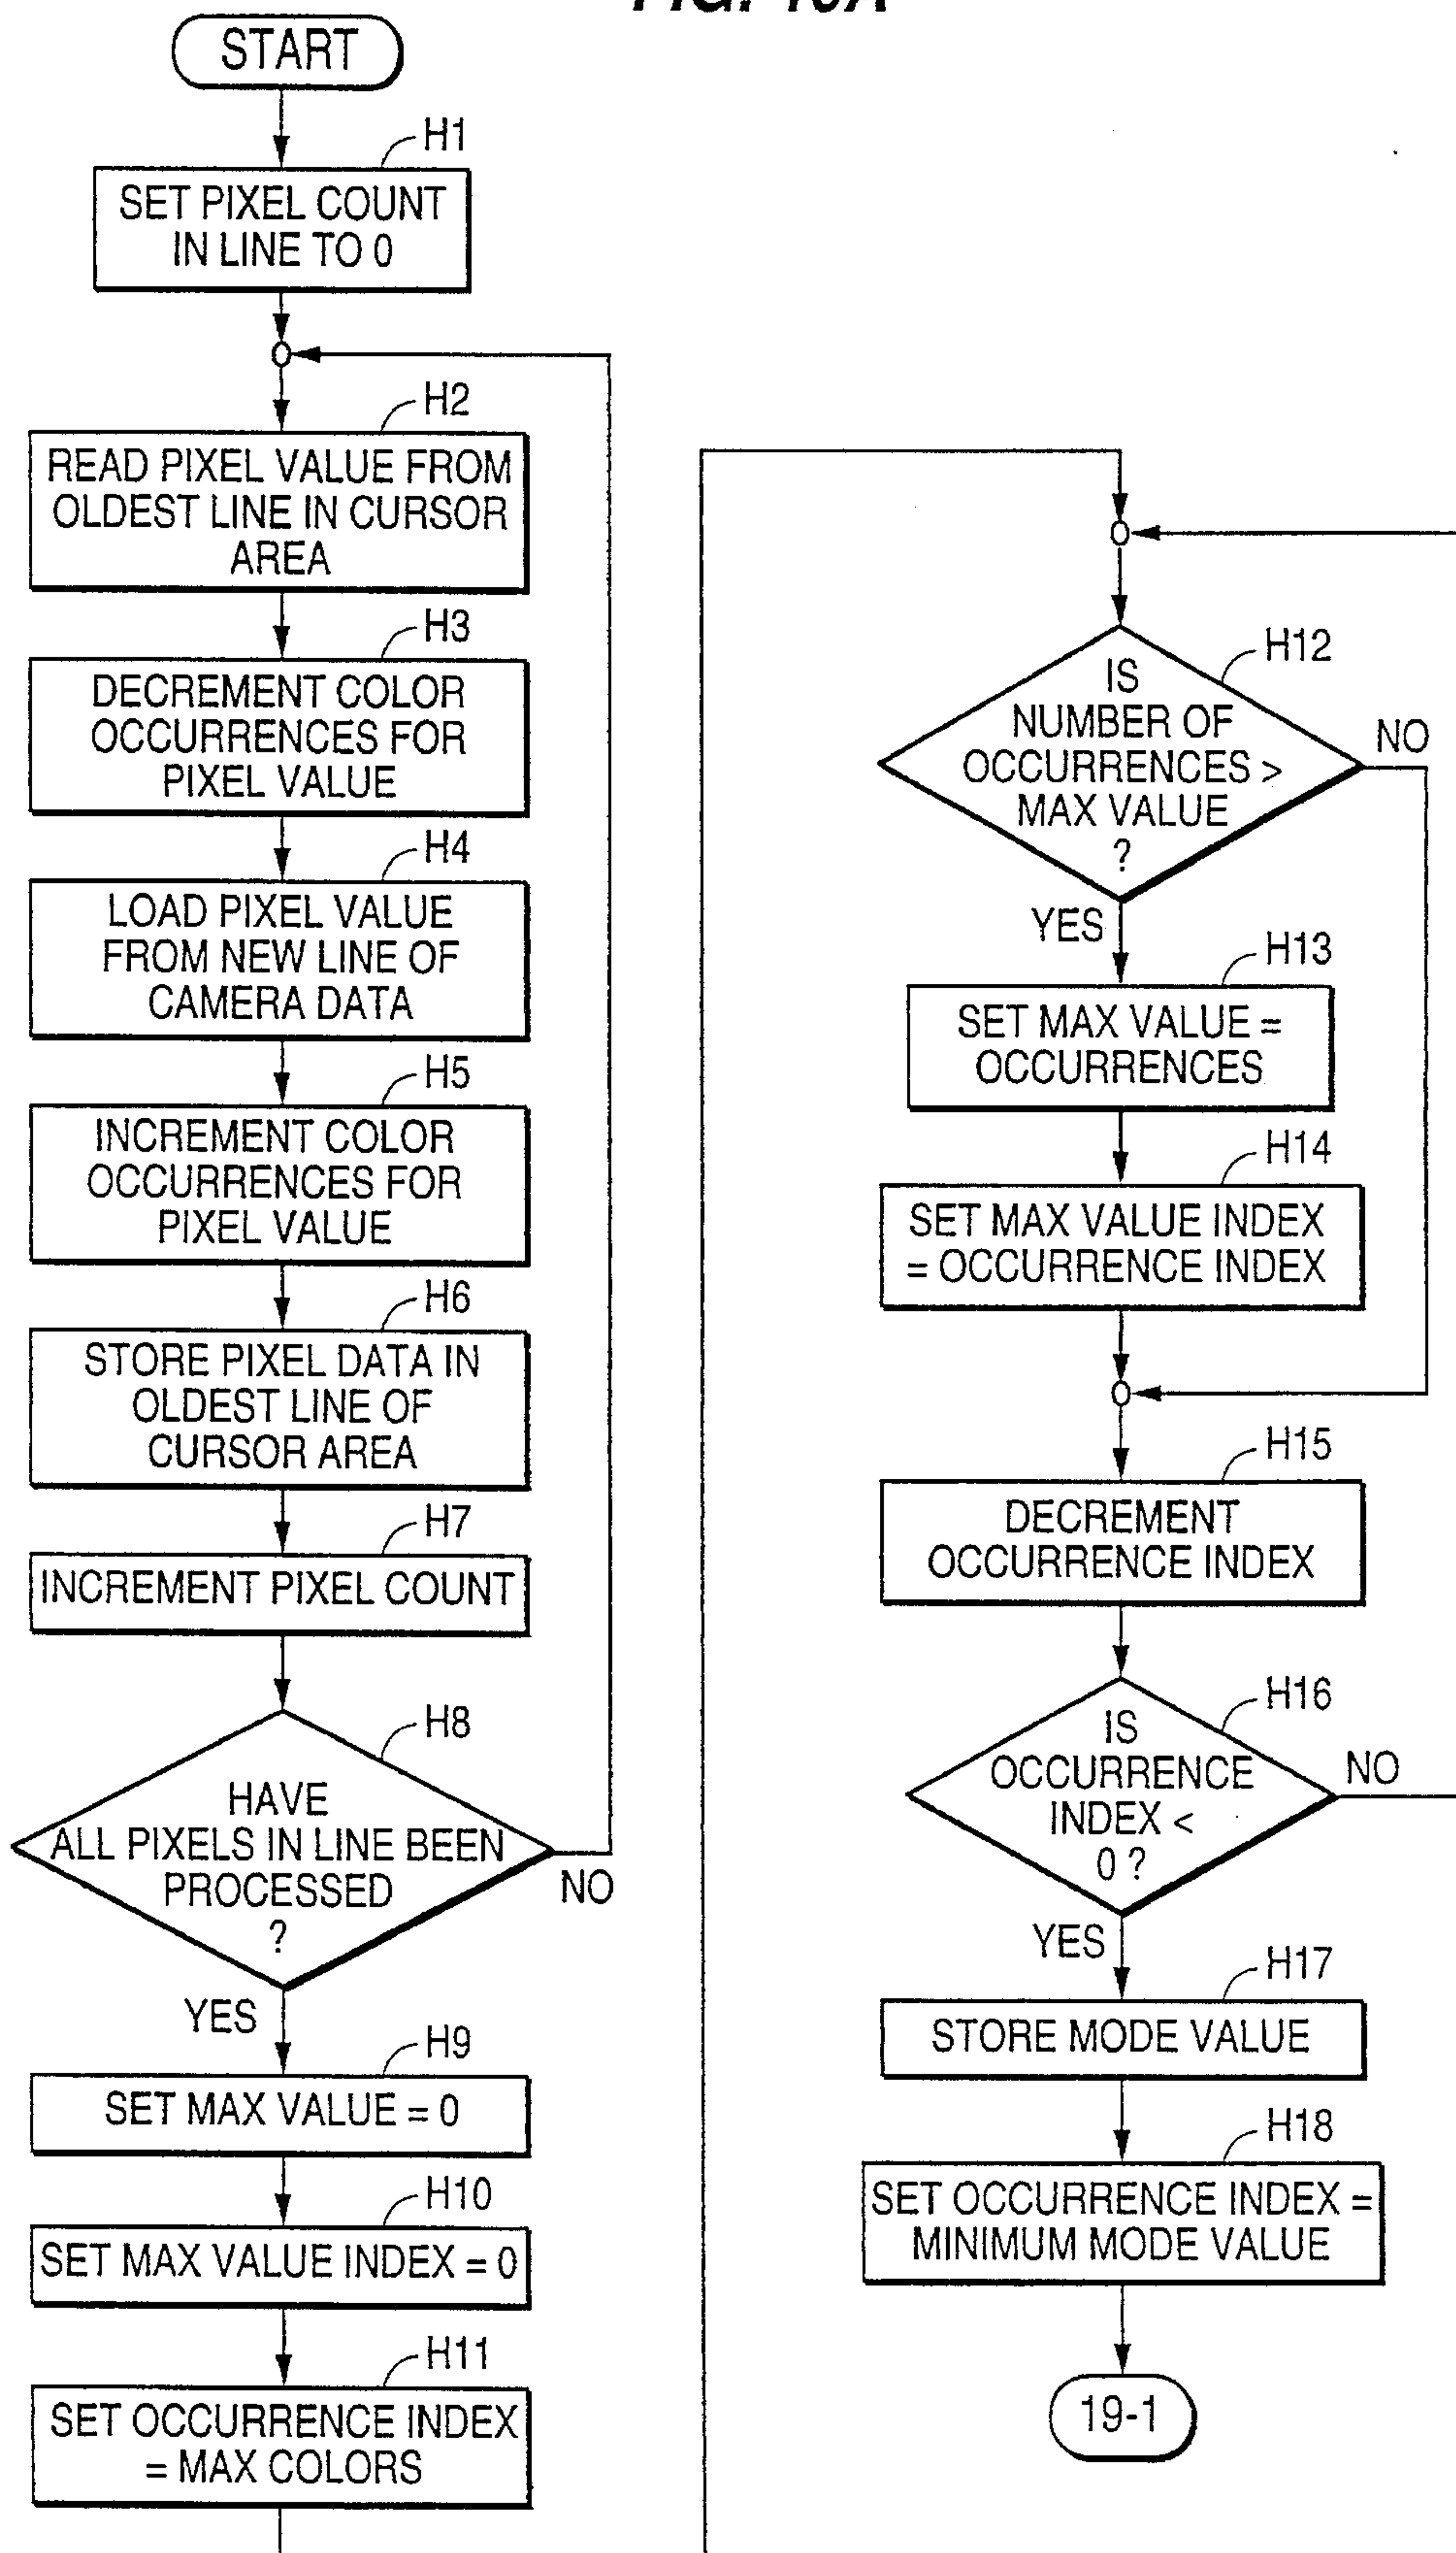 START
H1
SET PIXEL COUNT
IN LINE TO 0
H2
READ PIXEL VALUE FROM
OLDEST LINE IN CURSOR
AREA
H3
DECREMENT COLOR
OCCURRENCES FOR
PIXEL VALUE
H4
LOAD PIXEL VALUE
FROM NEW LINE OF
CAMERA DATA
H5
INCREMENT COLOR
OCCURRENCES FOR
PIXEL VALUE
H6
STORE PIXEL DATA IN
OLDEST LINE OF
CURSOR AREA
H7
INCREMENT PIXEL COUNT
H8
HAVE
ALL PIXELS IN LINE BEEN
PROCESSED
?
NO
YES
H9
SET MAX VALUE = 0
H10
SET MAX VALUE INDEX = 0
H11
SET OCCURRENCE INDEX
= MAX COLORS
H12
IS
NUMBER OF
OCCURRENCES >
MAX VALUE
?
NO
YES
H13
SET MAX VALUE =
OCCURRENCES
H14
SET MAX VALUE INDEX
= OCCURRENCE INDEX
H15
DECREMENT
OCCURRENCE INDEX
H16
IS
OCCURRENCE
INDEX <
0 ?
NO
YES
H17
STORE MODE VALUE
H18
SET OCCURRENCE INDEX =
MINIMUM MODE VALUE
19-1